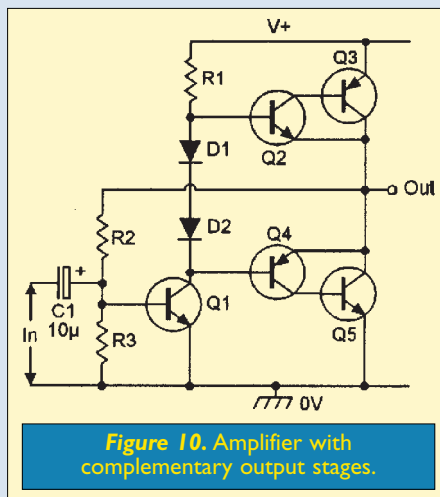 V+
Q3
R1
Q2
D1
Out
D2
Q4
R2
Q1
+
C1
10µ
In
R3
Q5
0V
Figure 10. Amplifier with
complementary output stages.